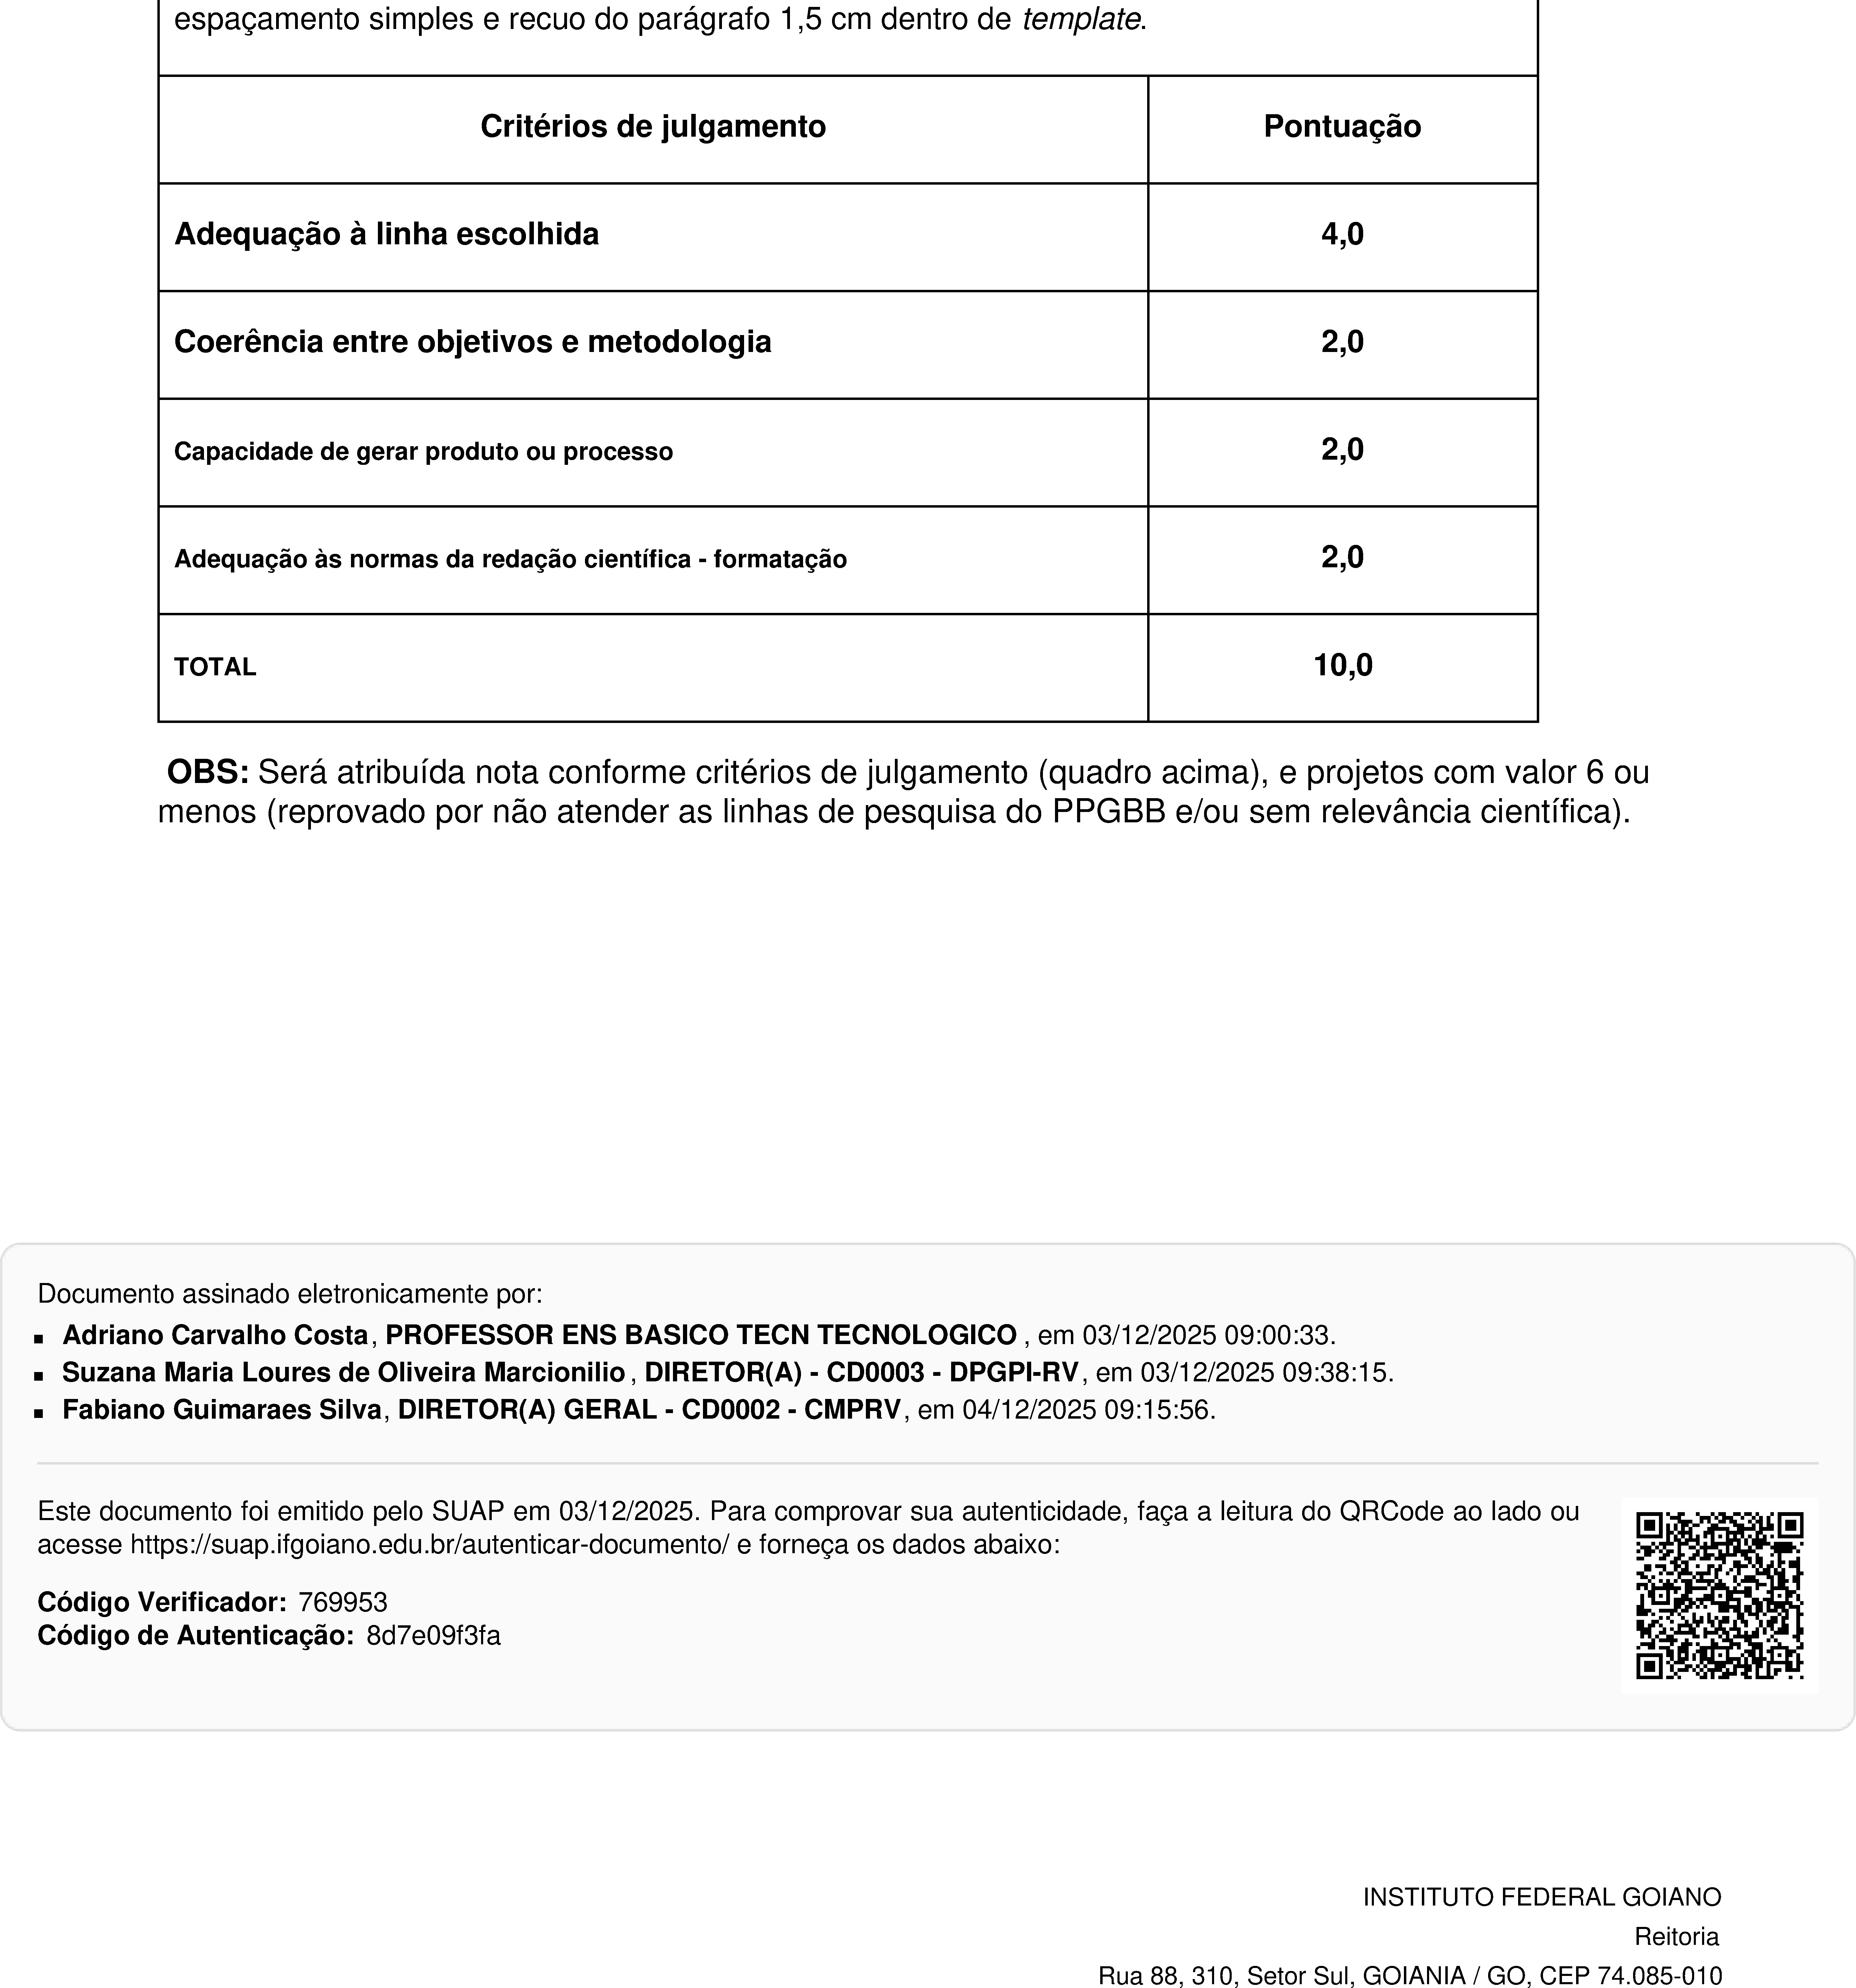 espaçamento simples e recuo do parágrafo 1,5 cm dentro de template.
Critérios de julgamento Pontuação
Adequação à linha escolhida 4,0
Coerência entre objetivos e metodologia 2,0
Capacidade de gerar produto ou processo 2,0
Adequação às normas da redação científica - formatação 2,0
TOTAL 10,0
OBS: Será atribuída nota conforme critérios de julgamento (quadro acima), e projetos com valor 6 ou
menos (reprovado por não atender as linhas de pesquisa do PPGBB e/ou sem relevância científica).
Documento assinado eletronicamente por:
▪ Adriano Carvalho Costa, PROFESSOR ENS BASICO TECN TECNOLOGICO , em 03/12/2025 09:00:33.
▪ Suzana Maria Loures de Oliveira Marcionilio, DIRETOR(A) - CD0003 - DPGPI-RV, em 03/12/2025 09:38:15.
▪ Fabiano Guimaraes Silva, DIRETOR(A) GERAL - CD0002 - CMPRV, em 04/12/2025 09:15:56.
Este documento foi emitido pelo SUAP em 03/12/2025. Para comprovar sua autenticidade, faça a leitura do QRCode ao lado ou
acesse https://suap.ifgoiano.edu.br/autenticar-documento/ e forneça os dados abaixo:
Código Verificador: 769953
Código de Autenticação: 8d7e09f3fa
INSTITUTO FEDERAL GOIANO
Reitoria
Rua 88, 310, Setor Sul, GOIANIA / GO, CEP 74.085-010